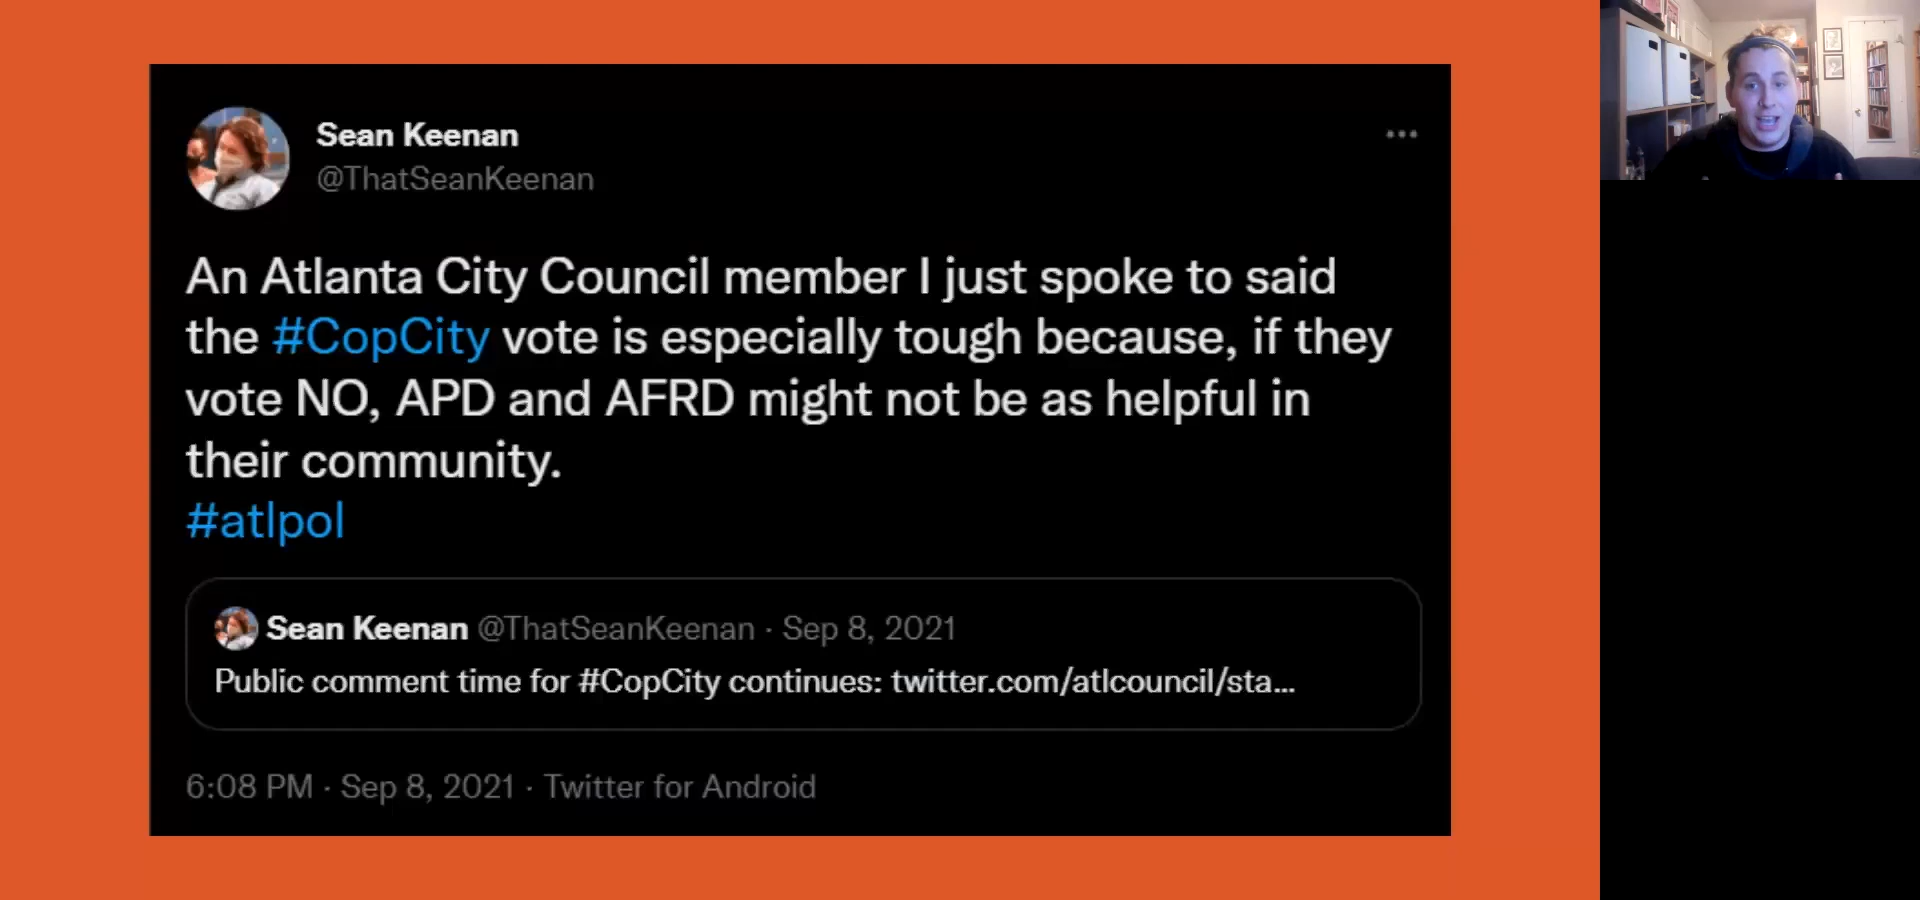 Sean Keenan
@ThatSeanKeenan
An Atlanta City Council member I just spoke to said
the #CopCity vote is especially tough because, if they
vote NO, APD and AFRD might not be as helpful in
their community.
#atlpol
Sean Keenan @ThatSeanKeenan · Sep 8, 2021
Public comment time for #CopCity continues: twitter.com/atlcouncil/sta...
6:08 PM · Sep 8, 2021 · Twitter for Android